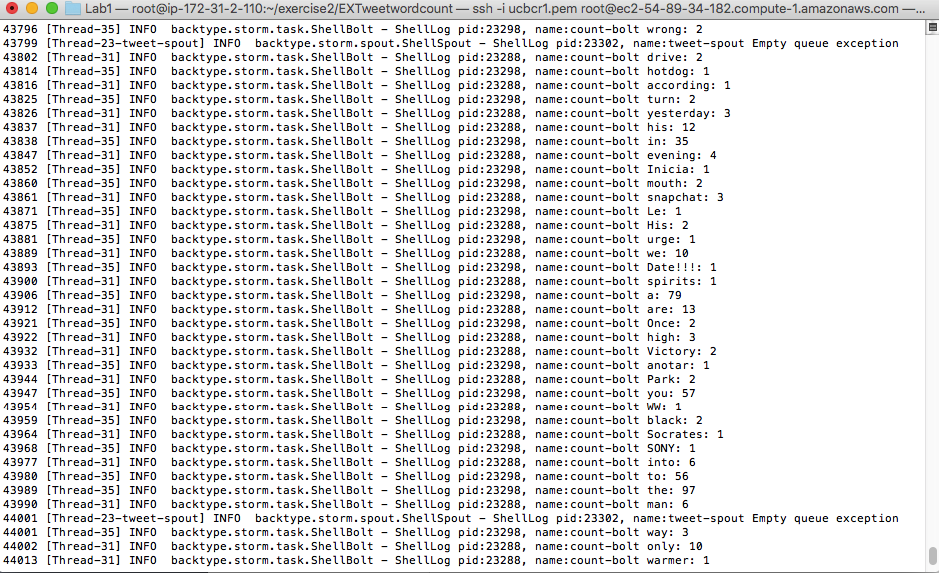 Lab1 — root@ip-172-31-2-110:~/exercise2/EXTweetwordcount — ssh -i ucbcr1.pem root@ec2-54-89-34-182.compute-1.amazonaws.com —...
43796 [Thread-35] INFO  backtype.storm.task.ShellBolt - ShellLog pid:23298, name:count-bolt wrong: 2
43799 [Thread-23-tweet-spout] INFO  backtype.storm.spout.ShellSpout - ShellLog pid:23302, name:tweet-spout Empty queue exception
43802 [Thread-31] INFO  backtype.storm.task.ShellBolt - ShellLog pid:23288, name:count-bolt drive: 2
43814 [Thread-35] INFO  backtype.storm.task.ShellBolt - ShellLog pid:23298, name:count-bolt hotdog: 1
43816 [Thread-31] INFO  backtype.storm.task.ShellBolt - ShellLog pid:23288, name:count-bolt according: 1
43825 [Thread-35] INFO  backtype.storm.task.ShellBolt - ShellLog pid:23298, name:count-bolt turn: 2
43826 [Thread-31] INFO  backtype.storm.task.ShellBolt - ShellLog pid:23288, name:count-bolt yesterday: 3
43837 [Thread-31] INFO  backtype.storm.task.ShellBolt - ShellLog pid:23288, name:count-bolt his: 12
43838 [Thread-35] INFO  backtype.storm.task.ShellBolt - ShellLog pid:23298, name:count-bolt in: 35
43847 [Thread-31] INFO  backtype.storm.task.ShellBolt - ShellLog pid:23288, name:count-bolt evening: 4
43852 [Thread-35] INFO  backtype.storm.task.ShellBolt - ShellLog pid:23298, name:count-bolt Inicia: 1
43860 [Thread-35] INFO  backtype.storm.task.ShellBolt - ShellLog pid:23298, name:count-bolt mouth: 2
43861 [Thread-31] INFO  backtype.storm.task.ShellBolt - ShellLog pid:23288, name:count-bolt snapchat: 3
43871 [Thread-35] INFO  backtype.storm.task.ShellBolt - ShellLog pid:23298, name:count-bolt Le: 1
43875 [Thread-31] INFO  backtype.storm.task.ShellBolt - ShellLog pid:23288, name:count-bolt His: 2
43881 [Thread-35] INFO  backtype.storm.task.ShellBolt - ShellLog pid:23298, name:count-bolt urge: 1
43889 [Thread-31] INFO  backtype.storm.task.ShellBolt - ShellLog pid:23288, name:count-bolt we: 10
43893 [Thread-35] INFO  backtype.storm.task.ShellBolt - ShellLog pid:23298, name:count-bolt Date!!!: 1
43900 [Thread-31] INFO  backtype.storm.task.ShellBolt - ShellLog pid:23288, name:count-bolt spirits: 1
43906 [Thread-35] INFO  backtype.storm.task.ShellBolt - ShellLog pid:23298, name:count-bolt a: 79
43912 [Thread-31] INFO  backtype.storm.task.ShellBolt - ShellLog pid:23288, name:count-bolt are: 13
43921 [Thread-35] INFO  backtype.storm.task.ShellBolt - ShellLog pid:23298, name:count-bolt Once: 2
43922 [Thread-31] INFO  backtype.storm.task.ShellBolt - ShellLog pid:23288, name:count-bolt high: 3
43932 [Thread-31] INFO  backtype.storm.task.ShellBolt - ShellLog pid:23288, name:count-bolt Victory: 2
43933 [Thread-35] INFO  backtype.storm.task.ShellBolt - ShellLog pid:23298, name:count-bolt anotar: 1
43944 [Thread-31] INFO  backtype.storm.task.ShellBolt - ShellLog pid:23288, name:count-bolt Park: 2
43947 [Thread-35] INFO  backtype.storm.task.ShellBolt - ShellLog pid:23298, name:count-bolt you: 57
43954 [Thread-31] INFO  backtype.storm.task.ShellBolt - ShellLog pid:23288, name:count-bolt WW: 1
43959 [Thread-35] INFO  backtype.storm.task.ShellBolt - ShellLog pid:23298, name:count-bolt black: 2
43964 [Thread-31] INFO  backtype.storm.task.ShellBolt - ShellLog pid:23288, name:count-bolt Socrates: 1
43968 [Thread-35] INFO  backtype.storm.task.ShellBolt - ShellLog pid:23298, name:count-bolt SONY: 1
43977 [Thread-31] INFO  backtype.storm.task.ShellBolt - ShellLog pid:23288, name:count-bolt into: 6
43980 [Thread-35] INFO  backtype.storm.task.ShellBolt - ShellLog pid:23298, name:count-bolt to: 56
43989 [Thread-35] INFO  backtype.storm.task.ShellBolt - ShellLog pid:23298, name:count-bolt the: 97
43990 [Thread-31] INFO  backtype.storm.task.ShellBolt - ShellLog pid:23288, name:count-bolt man: 6
44001 [Thread-23-tweet-spout] INFO  backtype.storm.spout.ShellSpout - ShellLog pid:23302, name:tweet-spout Empty queue exception
44001 [Thread-35] INFO  backtype.storm.task.ShellBolt - ShellLog pid:23298, name:count-bolt way: 3
44002 [Thread-31] INFO  backtype.storm.task.ShellBolt - ShellLog pid:23288, name:count-bolt only: 10
44013 [Thread-31] INFO  backtype.storm.task.ShellBolt - ShellLog pid:23288, name:count-bolt warmer: 1